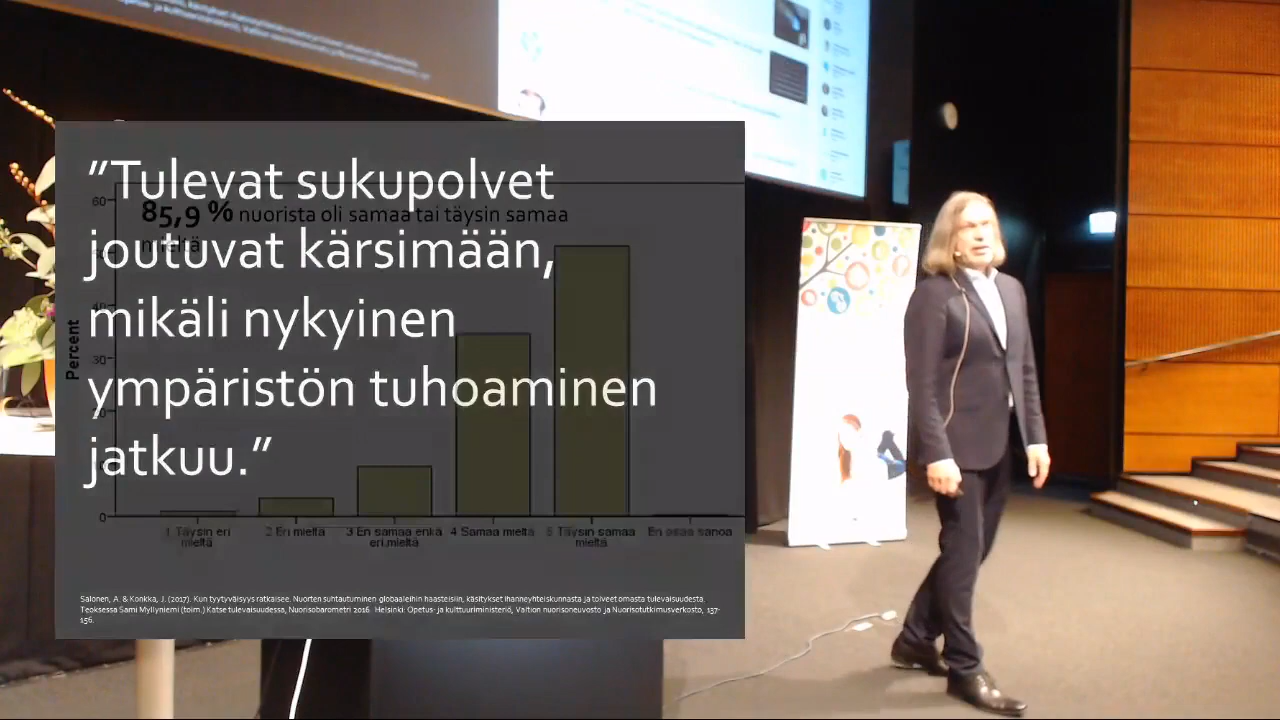 ”Tulevat sukupolvet
joutuvat kärsimään,
mikäli nykyinen
ympäristön tuhoaminen
jatkuu.”
85,9 % nuorista oli samaa tai täysin samaa
mieltä
Percent
60
30
0
1 Täysin eri mieltä
2 Eri mieltä
3 En samaa enkä eri mieltä
4 Samaa mieltä
5 Täysin samaa mieltä
En osaa sanoa
Salonen, A. & Konkka, J. (2017). Kun tyytyväisyys ratkaisee. Nuorten suhtautuminen globaaleihin haasteisiin, käsitykset ihanneyhteiskunnasta ja toiveet omasta tulevaisuudesta.
Teoksessa Sami Myllyniemi (toim.) Katse tulevaisuudessa, Nuorisobarometri 2016. Helsinki: Opetus- ja kulttuuriministeriö, Valtion nuorisoneuvosto ja Nuorisotutkimusverkosto, 137-
156.